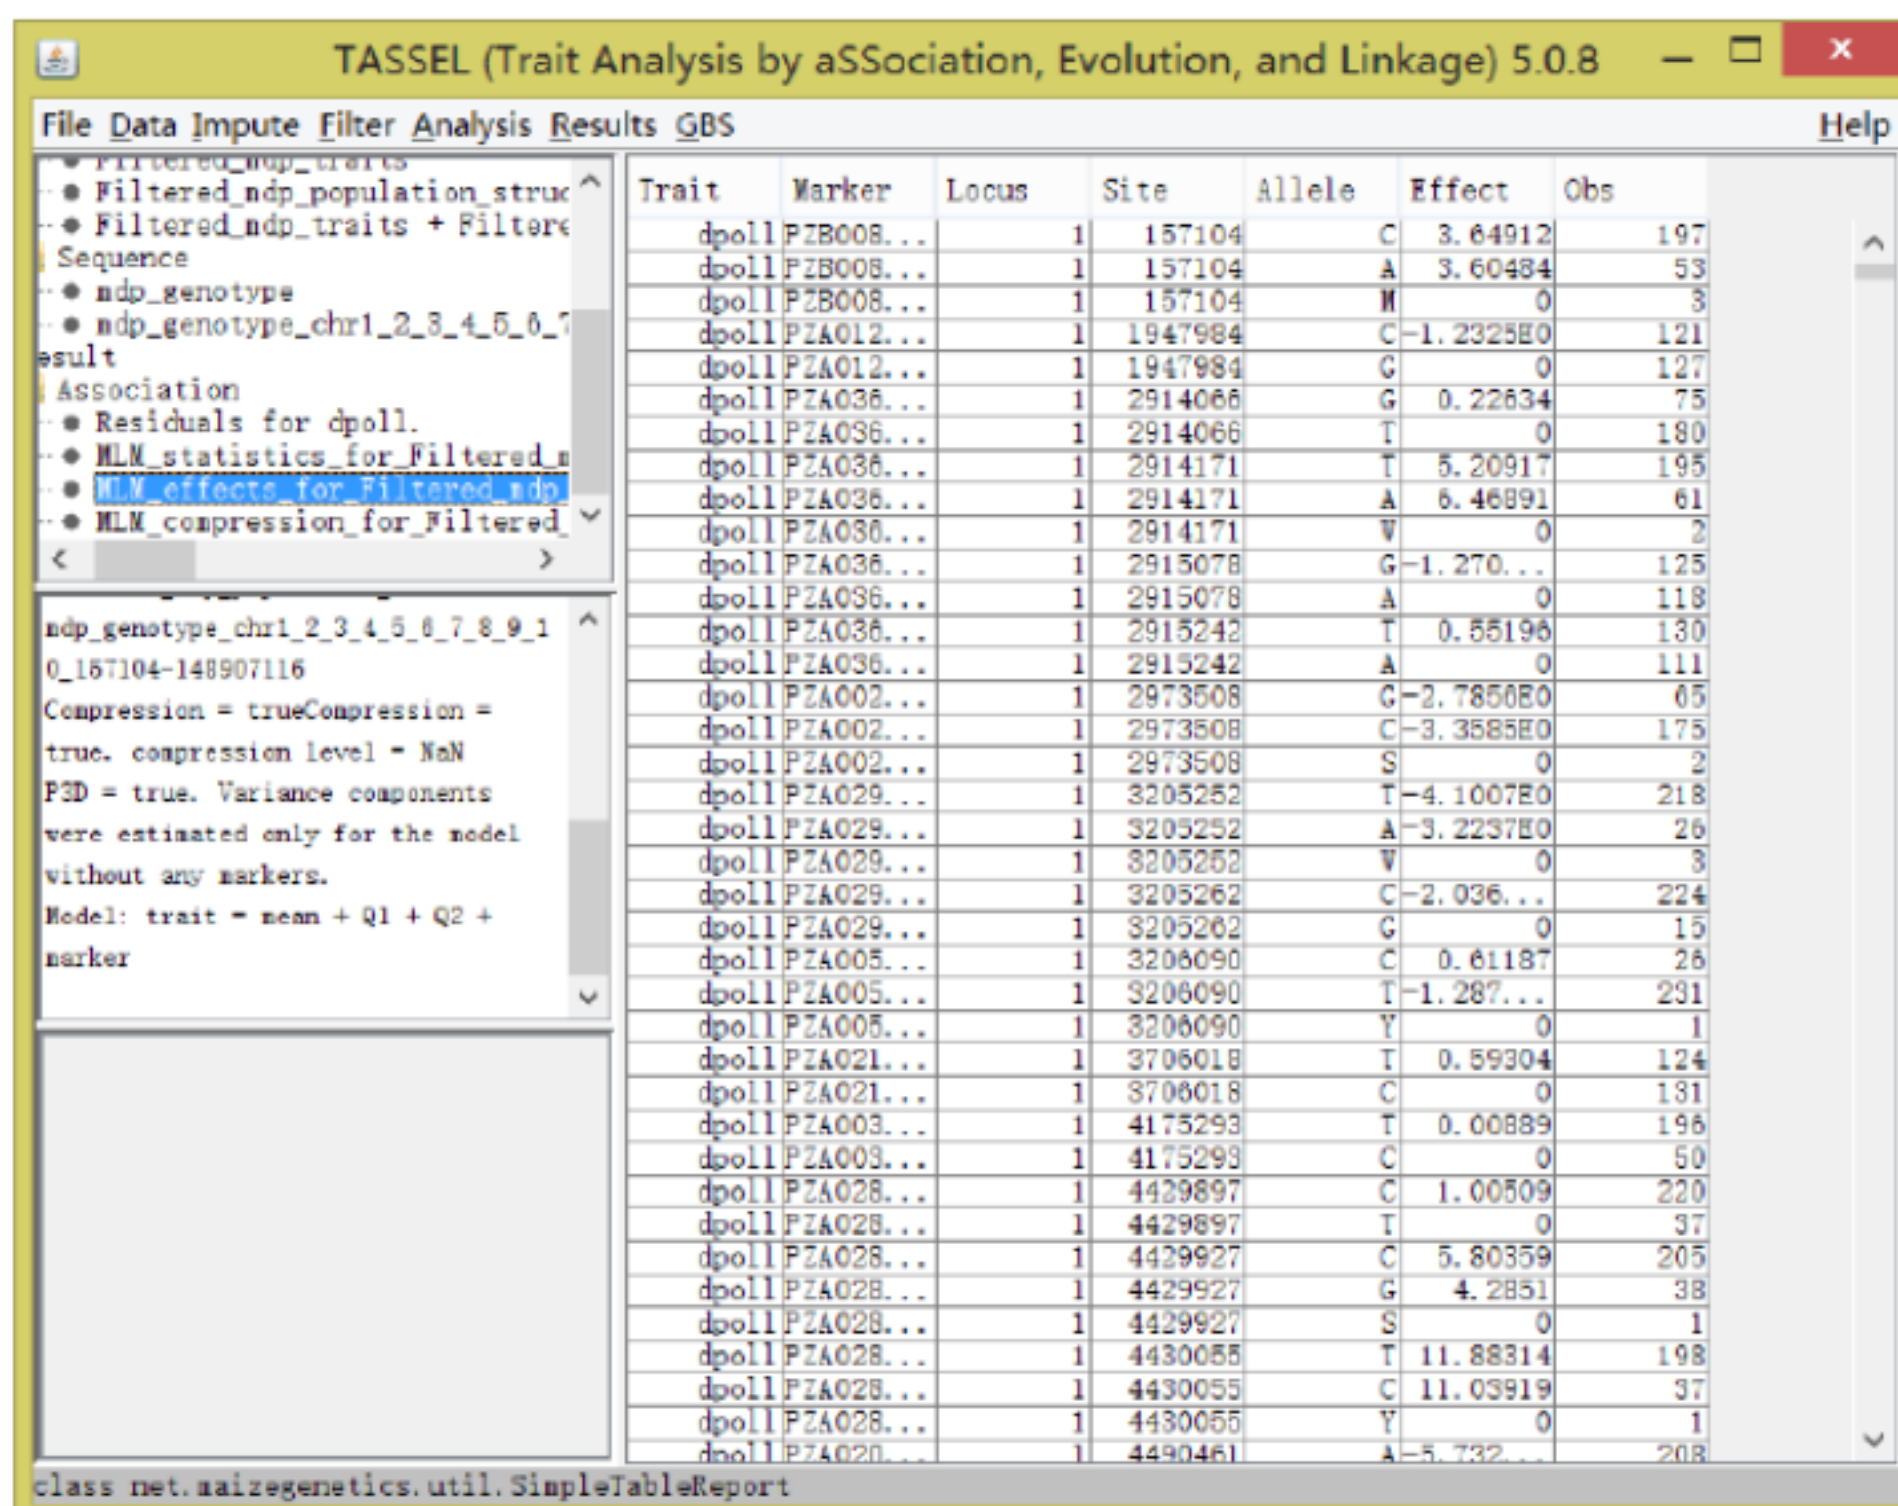 TASSEL (Trait Analysis by aSSociation, Evolution, and Linkage) 5.0.8
File Data Impute Filter Analysis Results GBS Help
Filtered_mdp_traits
Filtered_mdp_population_struc
Filtered_mdp_traits + Filtere
Sequence
mdp_genotype
mdp_genotype_chr1_2_3_4_5_6_7
esult
Association
Residuals for dpoll.
MLM_statistics_for_Filtered_m
MLM_effects_for_Filtered_mdp_
MLM_compression_for_Filtered_
mdp_genotype_chr1_2_3_4_5_6_7_8_9_1
0_157104-148907116
Compression = trueCompression =
true. compression level = NaN
P3D = true. Variance components
were estimated only for the model
without any markers.
Model: trait = mean + Q1 + Q2 +
marker
Trait Marker Locus Site Allele Effect Obs
dpoll PZB008... 1 157104 C 3.64912 197
dpoll PZB008... 1 157104 A 3.60484 53
dpoll PZB008... 1 157104 M 0 3
dpoll PZA012... 1 1947984 C -1.2325E0 121
dpoll PZA012... 1 1947984 G 0 127
dpoll PZA036... 1 2914066 G 0.22634 75
dpoll PZA036... 1 2914066 T 0 180
dpoll PZA036... 1 2914171 T 5.20917 195
dpoll PZA036... 1 2914171 A 6.46891 61
dpoll PZA036... 1 2914171 W 0 2
dpoll PZA036... 1 2915078 G -1.270... 125
dpoll PZA036... 1 2915078 A 0 118
dpoll PZA036... 1 2915242 T 0.55196 130
dpoll PZA036... 1 2915242 A 0 111
dpoll PZA002... 1 2973508 G -2.7856E0 65
dpoll PZA002... 1 2973508 C -3.3585E0 175
dpoll PZA002... 1 2973508 S 0 2
dpoll PZA029... 1 3205252 T -4.1007E0 218
dpoll PZA029... 1 3205252 A -3.2237E0 26
dpoll PZA029... 1 3205252 W 0 3
dpoll PZA029... 1 3205262 C -2.036... 224
dpoll PZA029... 1 3205262 G 0 15
dpoll PZA005... 1 3206090 C 0.61187 26
dpoll PZA005... 1 3206090 T -1.287... 231
dpoll PZA005... 1 3206090 Y 0 1
dpoll PZA021... 1 3706018 T 0.59304 124
dpoll PZA021... 1 3706018 C 0 131
dpoll PZA003... 1 4175293 T 0.00889 196
dpoll PZA003... 1 4175293 C 0 50
dpoll PZA028... 1 4429897 C 1.00509 220
dpoll PZA028... 1 4429897 T 0 37
dpoll PZA028... 1 4429927 C 5.80359 205
dpoll PZA028... 1 4429927 G 4.2851 38
dpoll PZA028... 1 4429927 S 0 1
dpoll PZA028... 1 4430055 T 11.88314 198
dpoll PZA028... 1 4430055 C 11.03919 37
dpoll PZA028... 1 4430055 Y 0 1
dpoll PZA020... 1 4490461 A -5.732... 208
class net.maizegenetics.util.SimpleTableReport